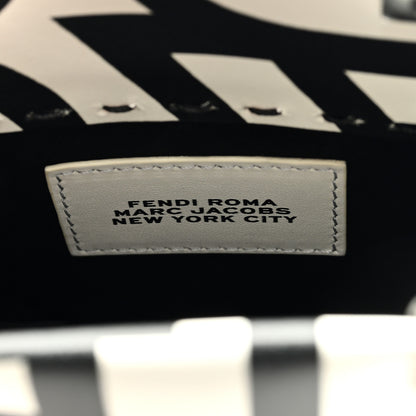 FENDI ROMA
MARC JACOBS
NEW YORK CITY